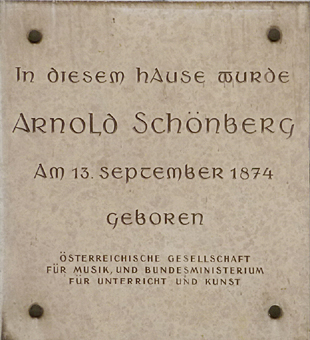 In diesem Hause wurde
Arnold Schönberg
Am 13. September 1874
geboren
ÖSTERREICHISCHE GESELLSCHAFT
FÜR MUSIK, UND BUNDESMINISTERIUM
FÜR UNTERRICHT UND KUNST